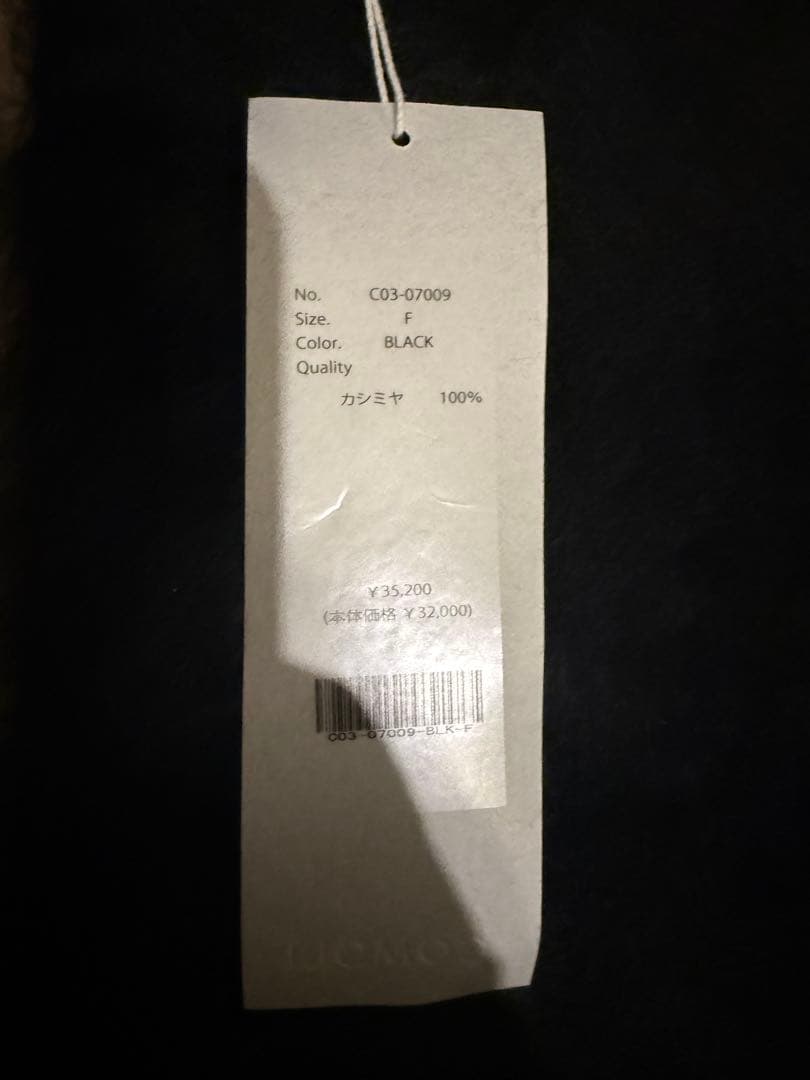 No. C03-07009
Size. F
Color. BLACK
Quality
カシミヤ 100%
￥35,200
(本体価格 ￥32,000)
C03-07009-BLK-F